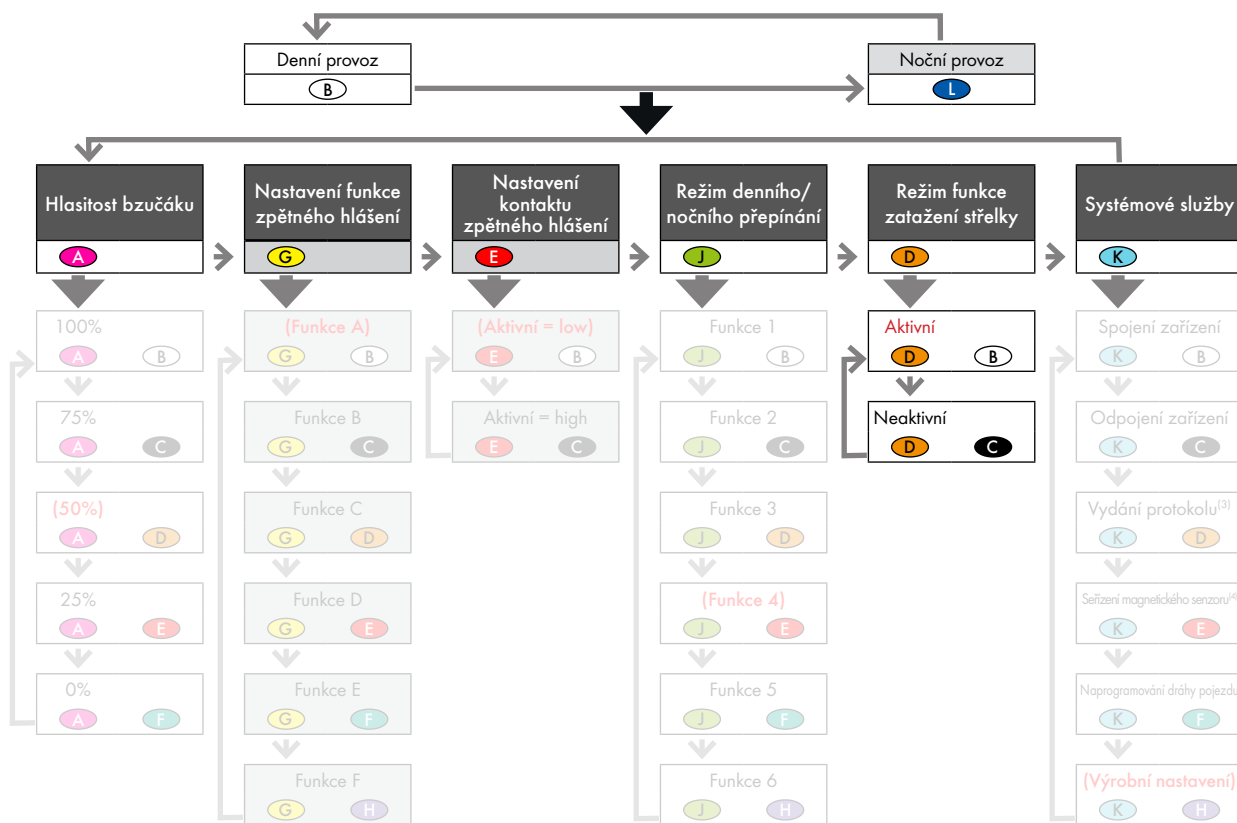 Denní provoz
B
Noční provoz
L
Hlasitost bzučáku
A
Nastavení funkce
zpětného hlášení
G
Nastavení
kontaktu
zpětného hlášení
E
Režim denního/
nočního přepínání
J
Režim funkce
zatažení střelky
D
Systémové služby
K
100%
A B
75%
A C
(50%)
A D
25%
A E
0%
A F
(Funkce A)
G B
Funkce B
G C
Funkce C
G D
Funkce D
G E
Funkce E
G F
Funkce F
G H
(Aktivní = low)
E B
Aktivní = high
E C
Funkce 1
J B
Funkce 2
J C
Funkce 3
J D
(Funkce 4)
J E
Funkce 5
J F
Funkce 6
J H
Aktivní
D B
Neaktivní
D C
Spojení zařízení
K B
Odpojení zařízení
K C
Vydání protokolu(3)
K D
Seřízení magnetického senzoru(4)
K E
Naprogramování dráhy pojezdu
K F
(Výrobní nastavení)
K H